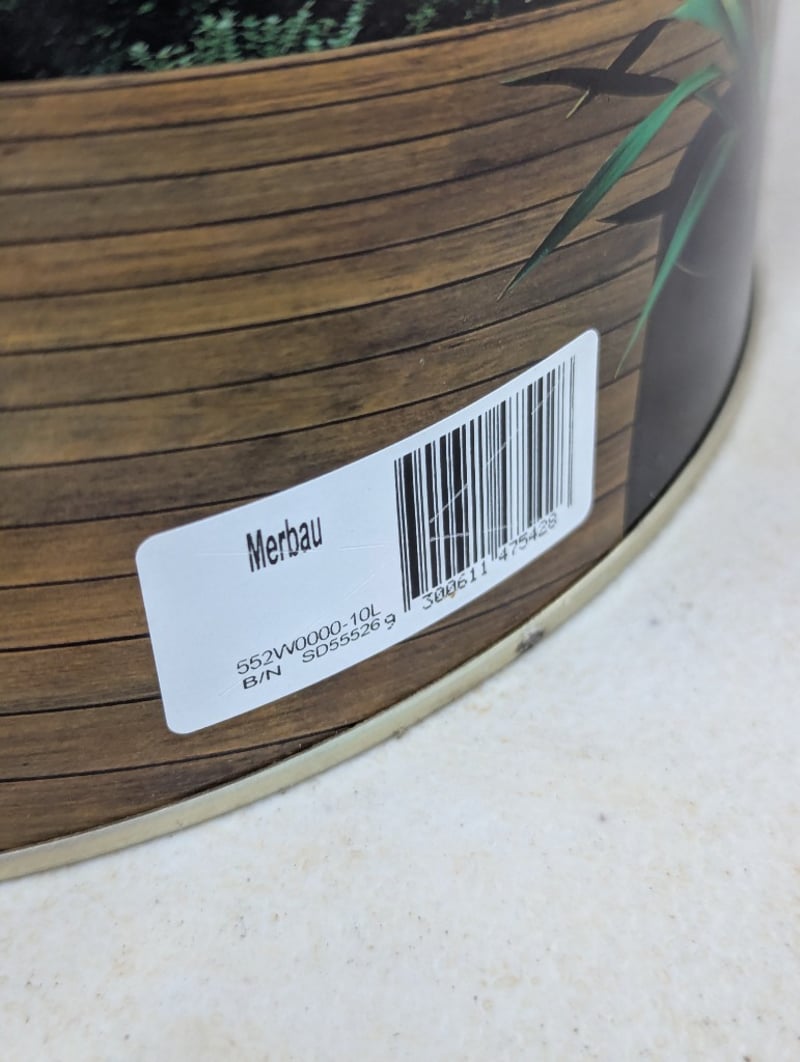 Merbau
552W0000-10L
B/N SD55526
9 300611 475428